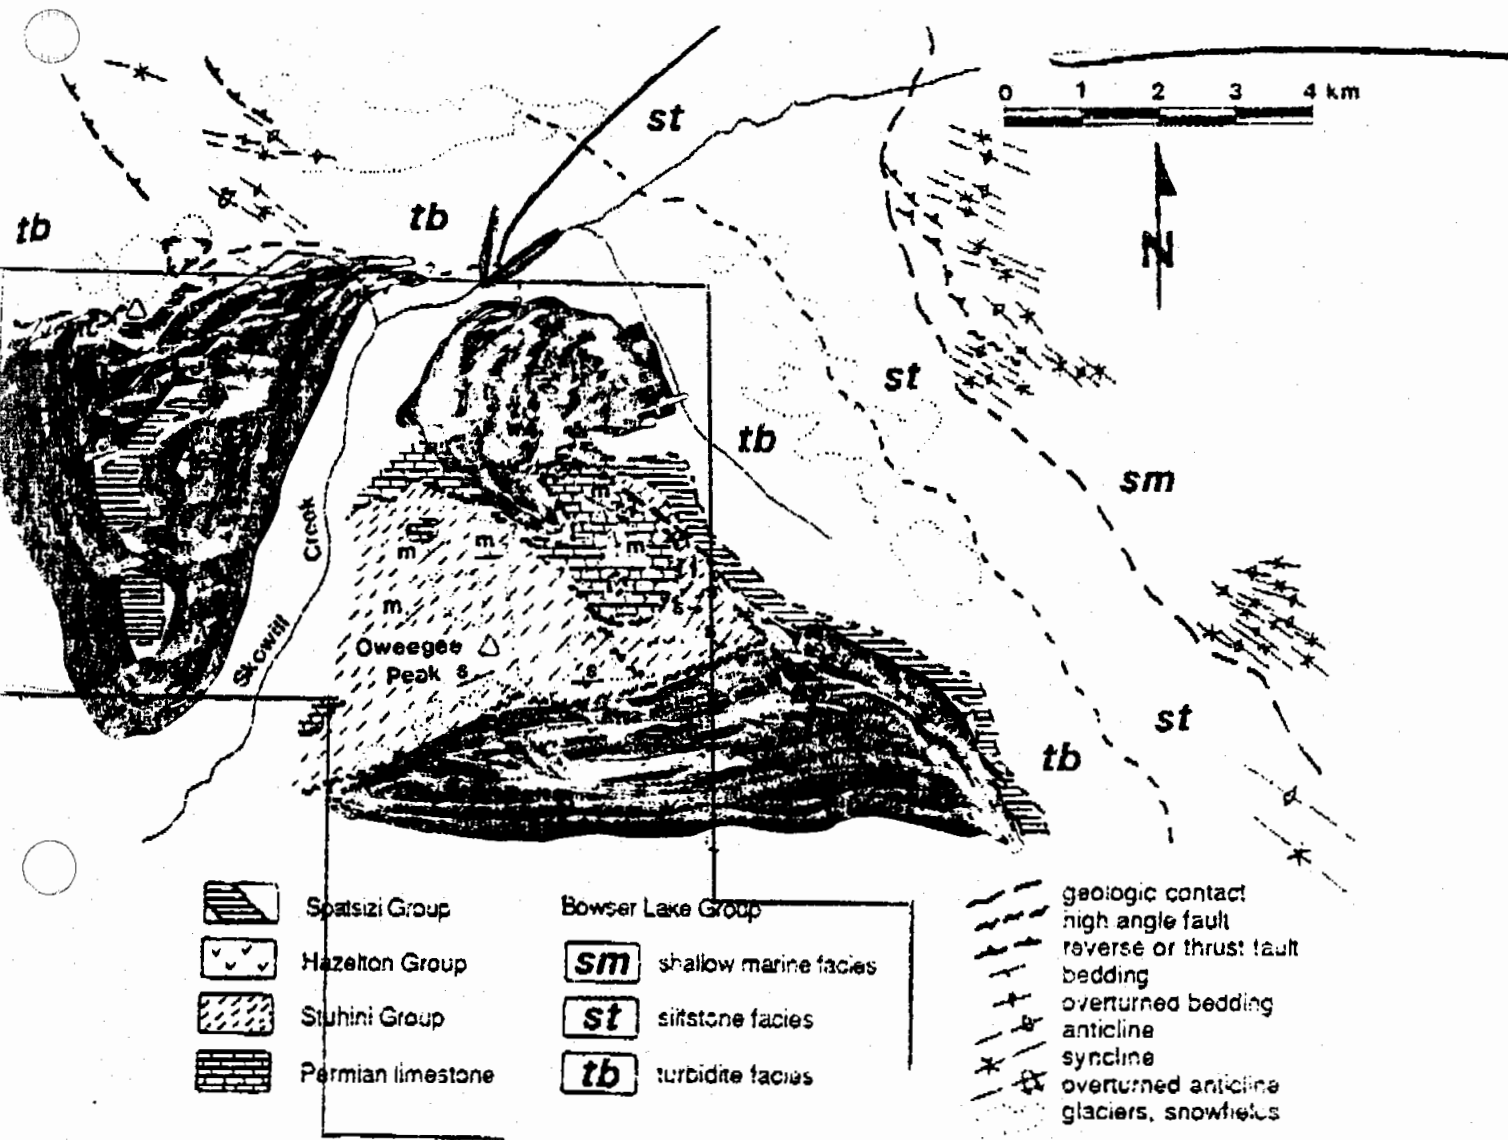 st
0 1 2 3 4 km
tb
tb
N
st
tb
sm
Creek
m
m
m
m
m
Oweegee
Peak
s
s
s
Skowill
st
tb
Spatsizi Group
Hazelton Group
Stuhini Group
Permian limestone
Bowser Lake Group
sm shallow marine facies
st siltstone facies
tb turbidite facies
geologic contact
high angle fault
reverse or thrust fault
bedding
overturned bedding
anticline
syncline
overturned anticline
glaciers, snowfields